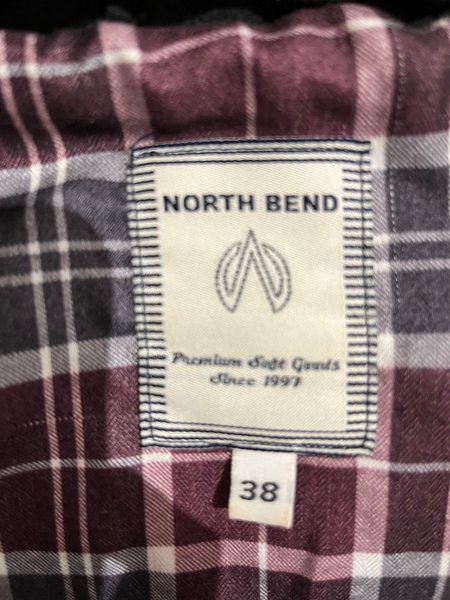 NORTH BEND
Premium Soft Goods
Since 1997
38